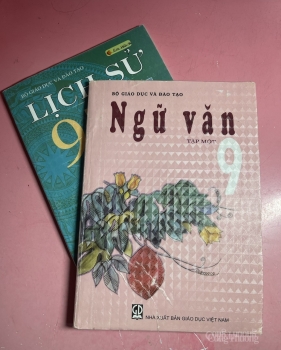 BỘ GIÁO DỤC VÀ ĐÀO TẠO
LỊCH SỬ
9
BỘ GIÁO DỤC VÀ ĐÀO TẠO
Ngữ văn
TẬP MỘT
9
NHÀ XUẤT BẢN GIÁO DỤC VIỆT NAM